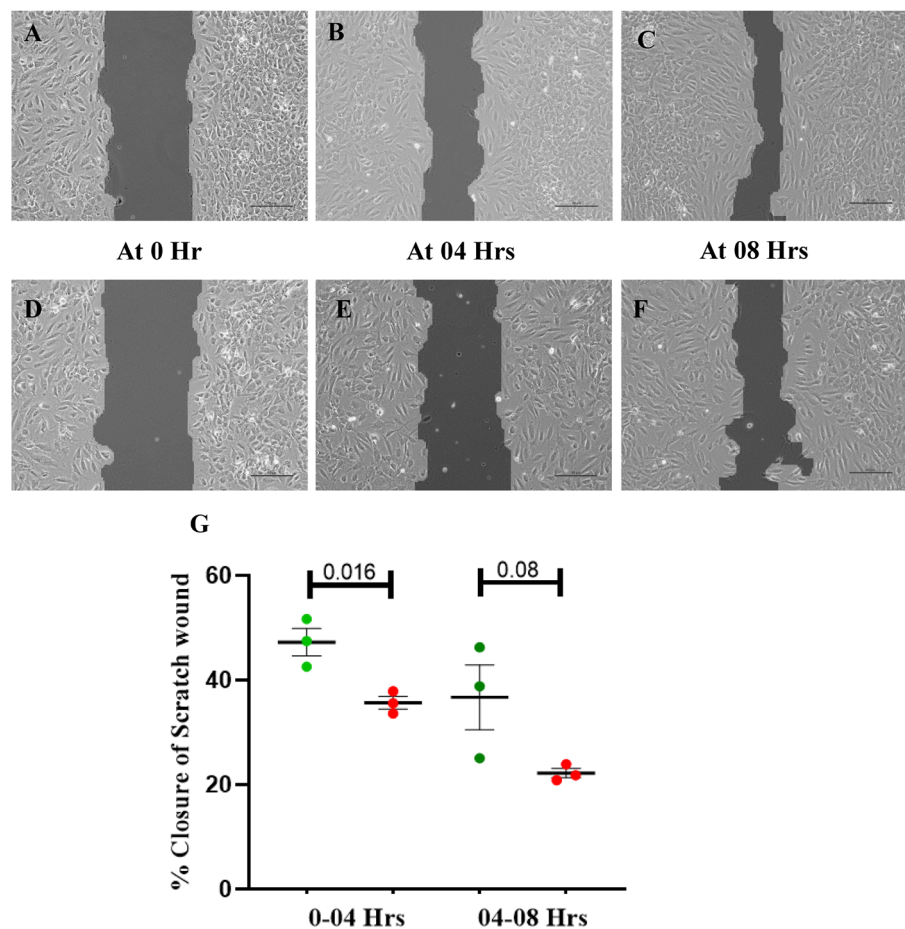 A
B
C
At 0 Hr
At 04 Hrs
At 08 Hrs
D
E
F
G
0.016
0.08
60
40
20
0
% Closure of Scratch wound
0-04 Hrs
04-08 Hrs